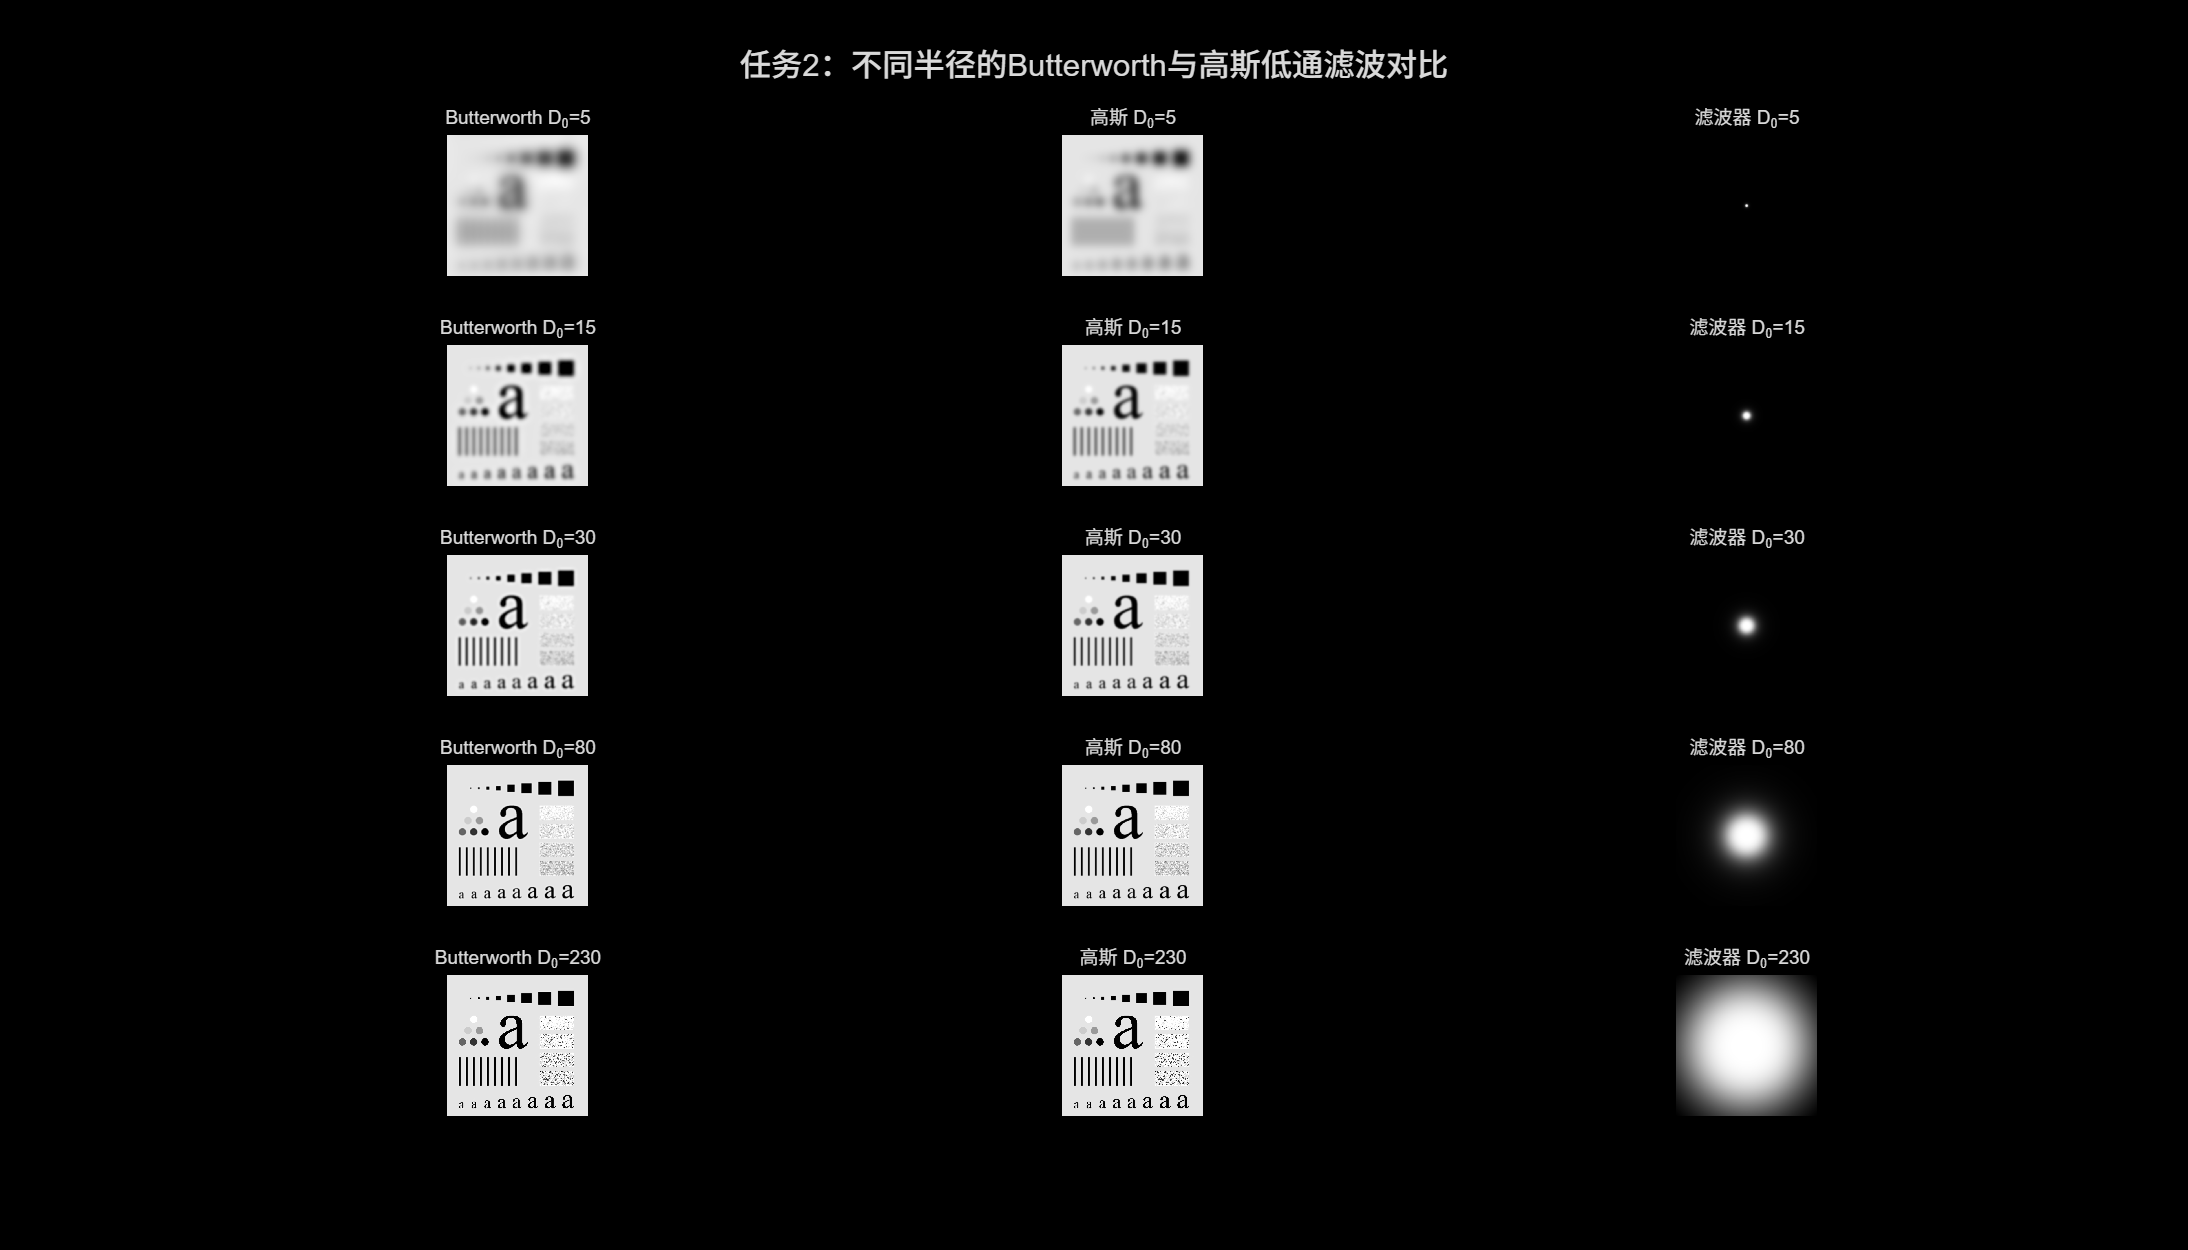 任务2：不同半径的Butterworth与高斯低通滤波对比
Butterworth D₀=5
高斯 D₀=5
滤波器 D₀=5
a
a a a a a a a a
a
a a a a a a a a
Butterworth D₀=15
高斯 D₀=15
滤波器 D₀=15
a
a a a a a a a a
a
a a a a a a a a
Butterworth D₀=30
高斯 D₀=30
滤波器 D₀=30
a
a a a a a a a a
a
a a a a a a a a
Butterworth D₀=80
高斯 D₀=80
滤波器 D₀=80
a
a a a a a a a a
a
a a a a a a a a
Butterworth D₀=230
高斯 D₀=230
滤波器 D₀=230
a
a a a a a a a a
a
a a a a a a a a